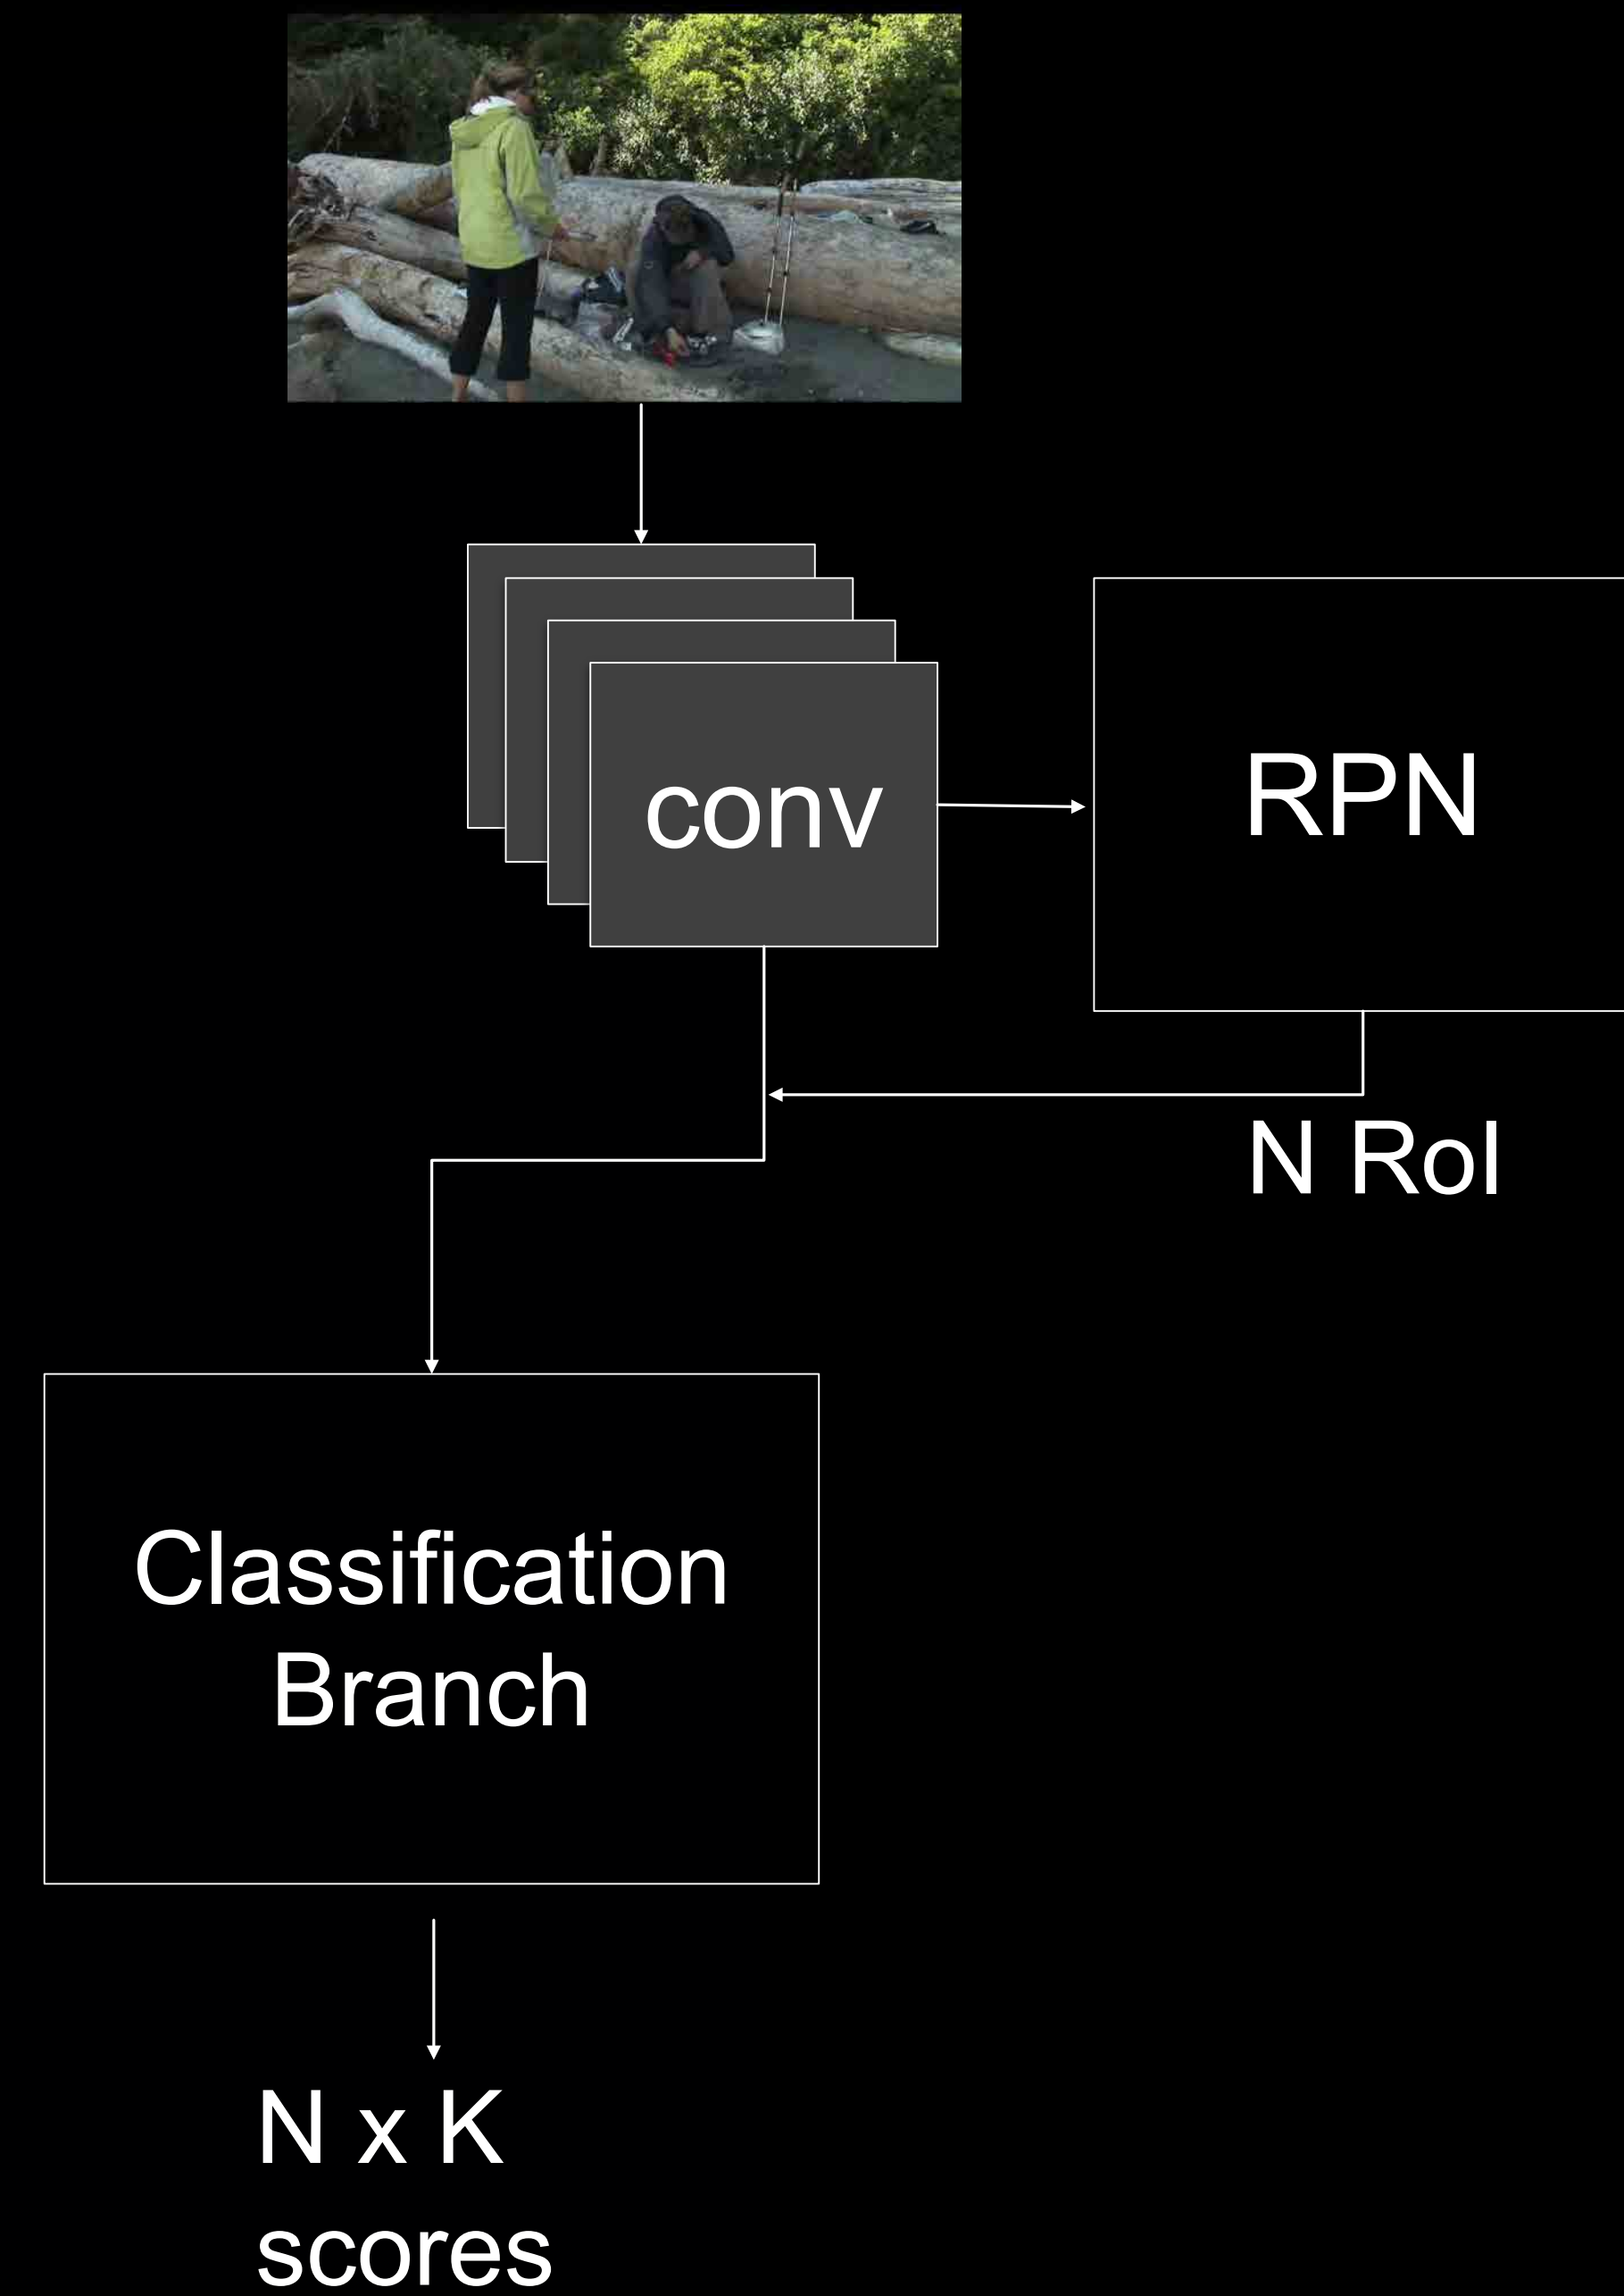 conv
RPN
N RoI
Classification
Branch
N x K
scores